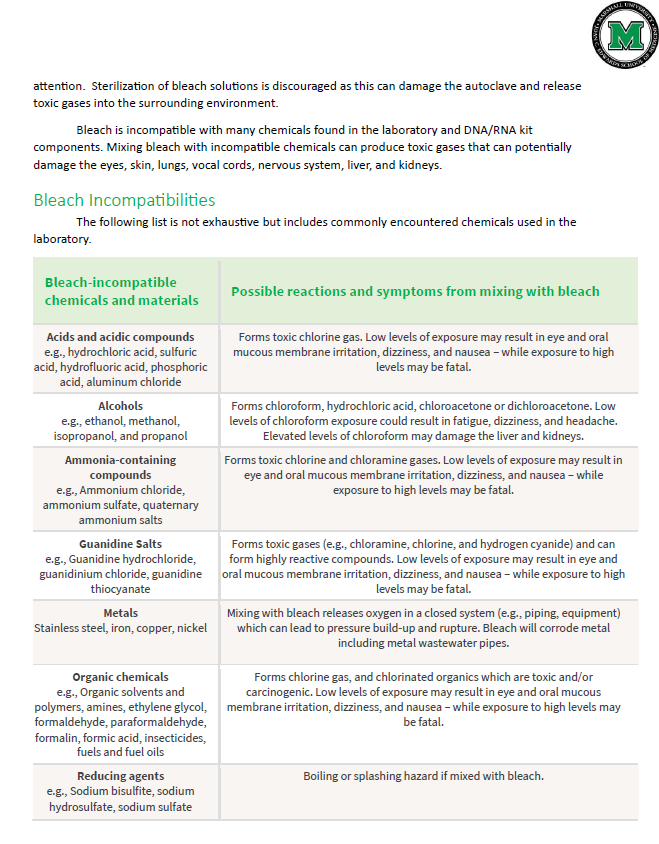 attention.  Sterilization of bleach solutions is discouraged as this can damage the autoclave and release
toxic gases into the surrounding environment.
Bleach is incompatible with many chemicals found in the laboratory and DNA/RNA kit
components. Mixing bleach with incompatible chemicals can produce toxic gases that can potentially
damage the eyes, skin, lungs, vocal cords, nervous system, liver, and kidneys.
Bleach Incompatibilities
The following list is not exhaustive but includes commonly encountered chemicals used in the
laboratory.
Bleach-incompatible
chemicals and materials
Possible reactions and symptoms from mixing with bleach
Acids and acidic compounds
e.g., hydrochloric acid, sulfuric
acid, hydrofluoric acid, phosphoric
acid, aluminum chloride
Forms toxic chlorine gas. Low levels of exposure may result in eye and oral
mucous membrane irritation, dizziness, and nausea – while exposure to high
levels may be fatal.
Alcohols
e.g., ethanol, methanol,
isopropanol, and propanol
Forms chloroform, hydrochloric acid, chloroacetone or dichloroacetone. Low
levels of chloroform exposure could result in fatigue, dizziness, and headache.
Elevated levels of chloroform may damage the liver and kidneys.
Ammonia-containing
compounds
e.g., Ammonium chloride,
ammonium sulfate, quaternary
ammonium salts
Forms toxic chlorine and chloramine gases. Low levels of exposure may result in
eye and oral mucous membrane irritation, dizziness, and nausea – while
exposure to high levels may be fatal.
Guanidine Salts
e.g., Guanidine hydrochloride,
guanidinium chloride, guanidine
thiocyanate
Forms toxic gases (e.g., chloramine, chlorine, and hydrogen cyanide) and can
form highly reactive compounds. Low levels of exposure may result in eye and
oral mucous membrane irritation, dizziness, and nausea – while exposure to high
levels may be fatal.
Metals
Stainless steel, iron, copper, nickel
Mixing with bleach releases oxygen in a closed system (e.g., piping, equipment)
which can lead to pressure build-up and rupture. Bleach will corrode metal
including metal wastewater pipes.
Organic chemicals
e.g., Organic solvents and
polymers, amines, ethylene glycol,
formaldehyde, paraformaldehyde,
formalin, formic acid, insecticides,
fuels and fuel oils
Forms chlorine gas, and chlorinated organics which are toxic and/or
carcinogenic. Low levels of exposure may result in eye and oral mucous
membrane irritation, dizziness, and nausea – while exposure to high levels may
be fatal.
Reducing agents
e.g., Sodium bisulfite, sodium
hydrosulfate, sodium sulfate
Boiling or splashing hazard if mixed with bleach.
MARSHALL UNIVERSITY
M